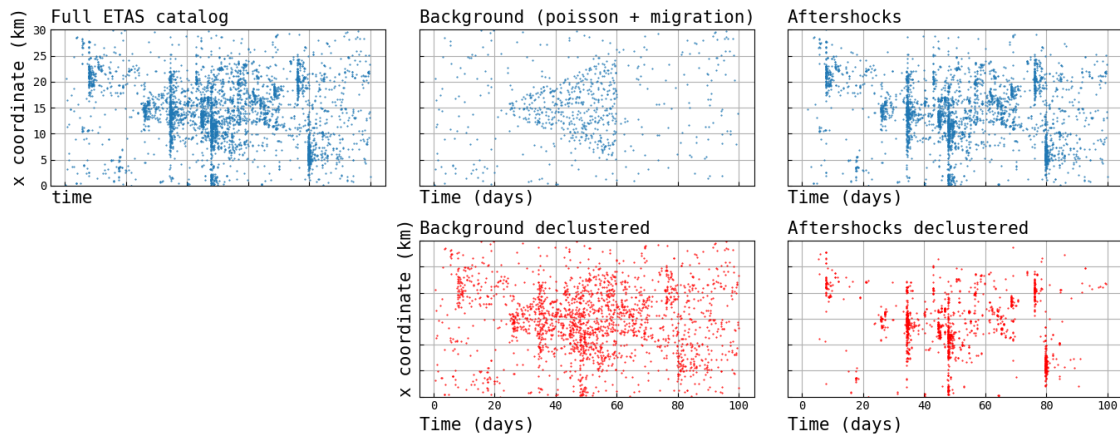 Full ETAS catalog
Background (poisson + migration)
Aftershocks
x coordinate (km)
30
25
20
15
10
5
0
time
Time (days)
Time (days)
Background declustered
Aftershocks declustered
x coordinate (km)
0 20 40 60 80 100
0 20 40 60 80 100
Time (days)
Time (days)